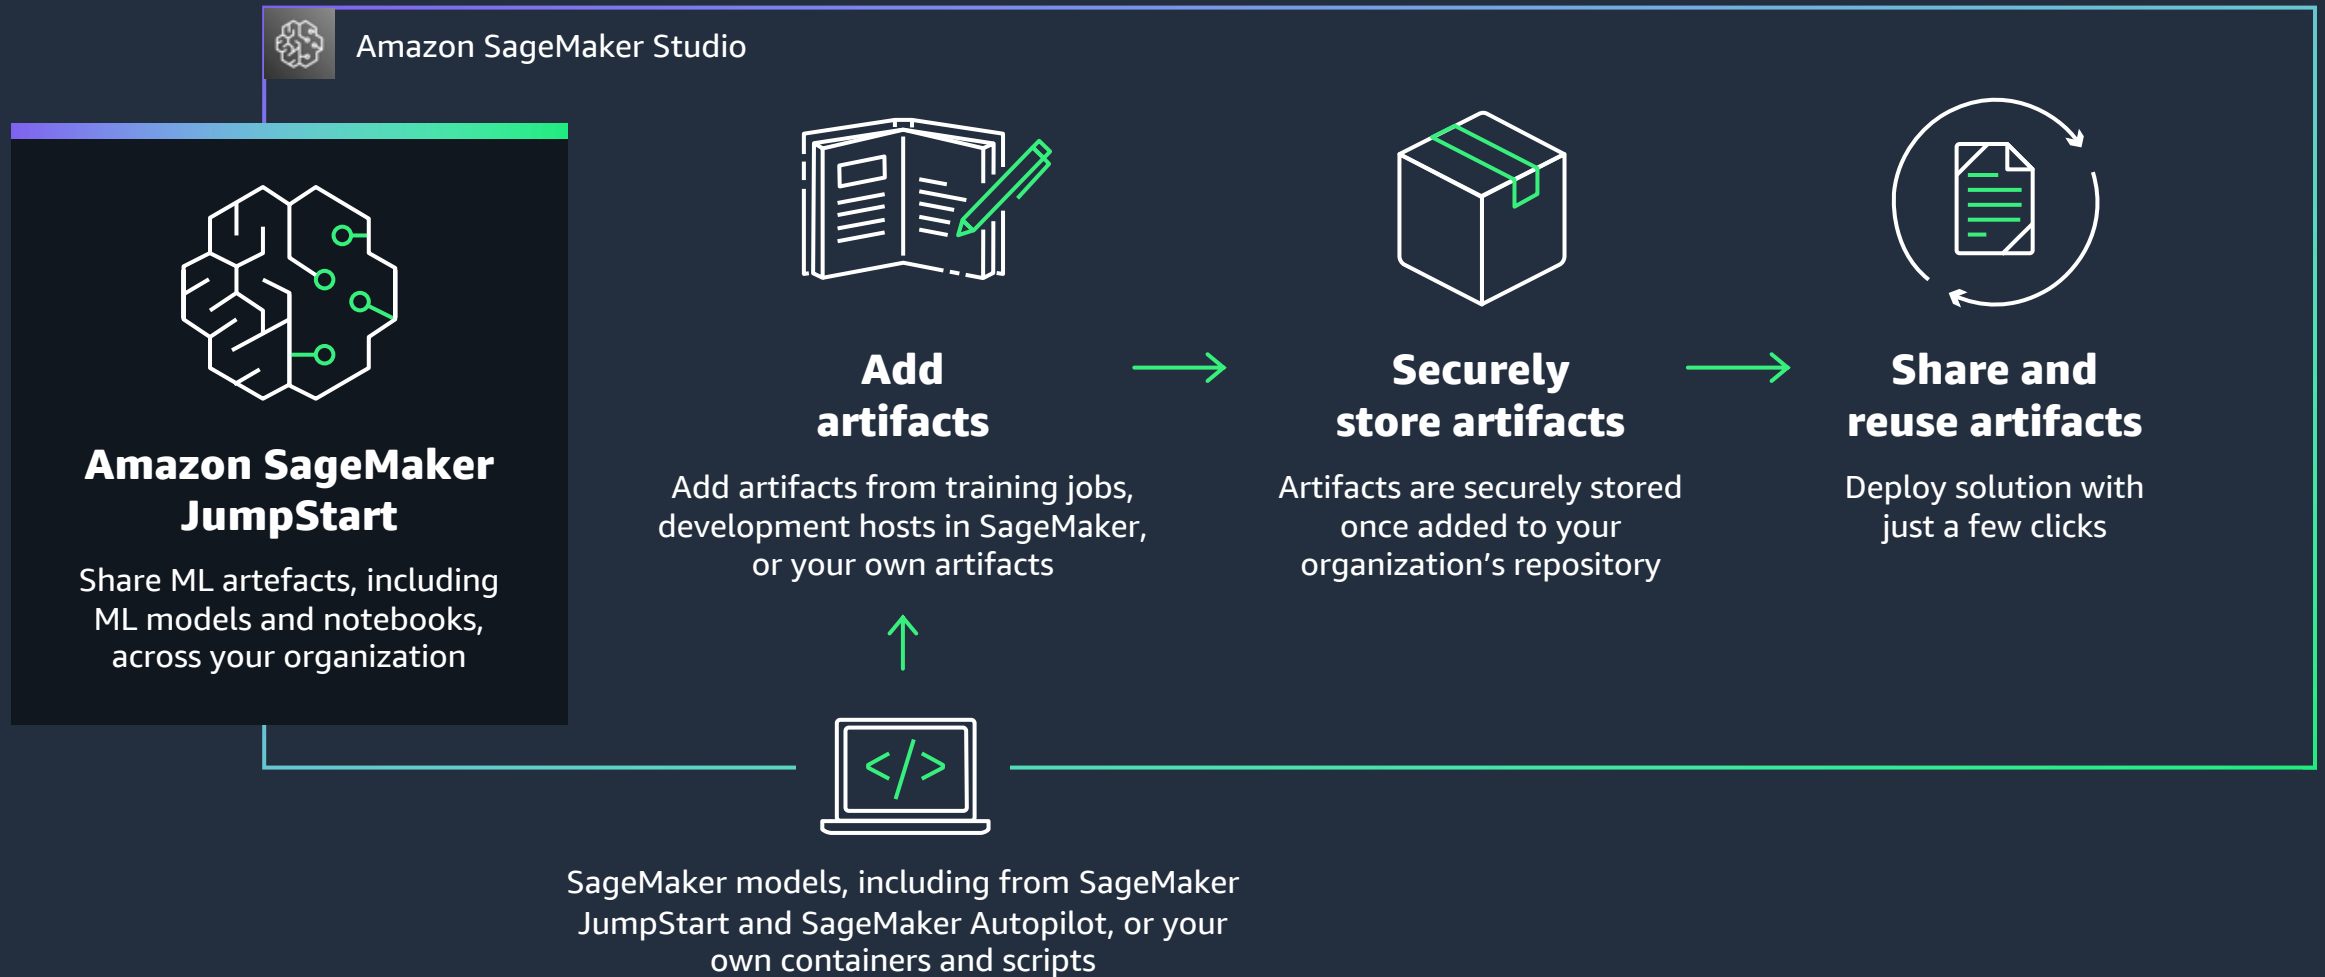 Amazon SageMaker Studio
Amazon SageMaker
JumpStart
Share ML artefacts, including
ML models and notebooks,
across your organization
Add
artifacts
Add artifacts from training jobs,
development hosts in SageMaker,
or your own artifacts
Securely
store artifacts
Artifacts are securely stored
once added to your
organization’s repository
Share and
reuse artifacts
Deploy solution with
just a few clicks
</>
SageMaker models, including from SageMaker
JumpStart and SageMaker Autopilot, or your
own containers and scripts